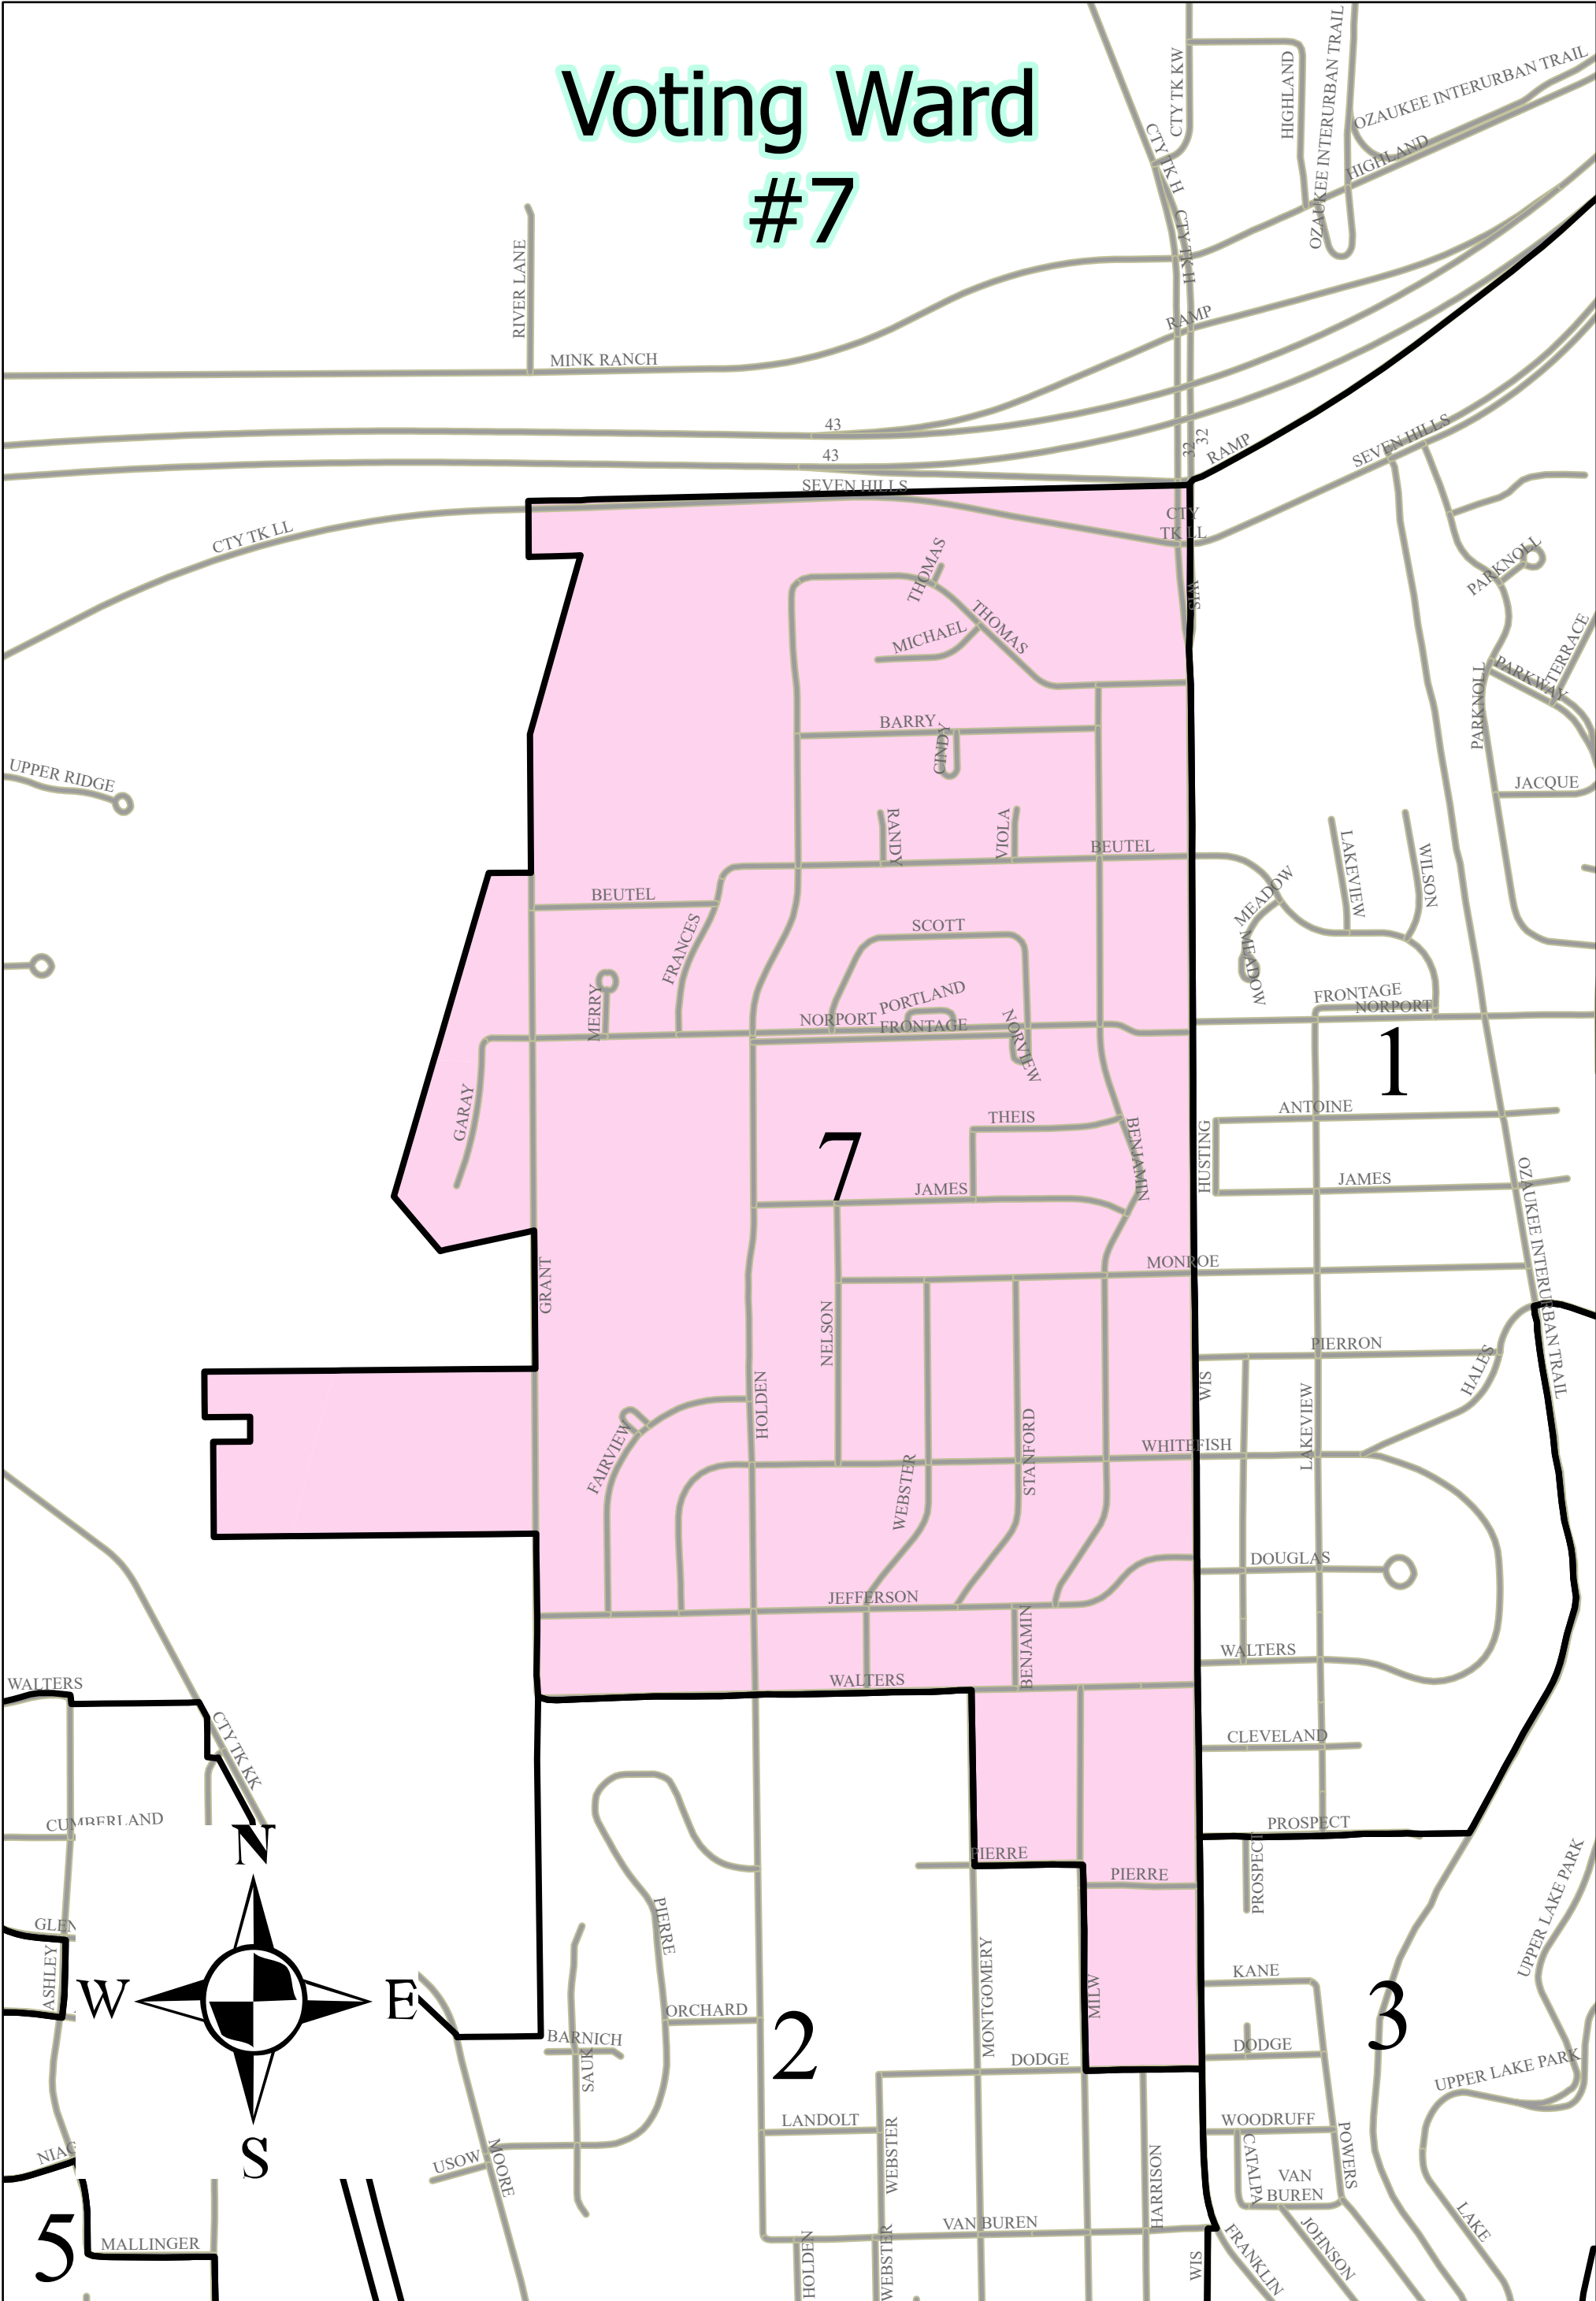 Voting Ward
#7
CTY TK KW
HIGHLAND
OZAUKEE INTERURBAN TRAIL
OZAUKEE INTERURBAN TRAIL
HIGHLAND
CTY TK H
CTY TK H
RIVER LANE
MINK RANCH
RAMP
43
43
32
32
RAMP
SEVEN HILLS
SEVEN HILLS
CTY TK LL
CTY
TK LL
THOMAS
THOMAS
MICHAEL
WIS
PARKNOLL
TERRACE
PARKWAY
PARKNOLL
BARRY
CINDY
UPPER RIDGE
JACQUE
RANDY
VIOLA
BEUTEL
LAKEVIEW
WILSON
MEADOW
MEADOW
BEUTEL
FRANCES
SCOTT
MERRY
PORTLAND
NORPORT
FRONTAGE
NORVIEW
FRONTAGE
NORPORT
1
GARAY
THEIS
BENJAMIN
ANTOINE
HUSTING
7
JAMES
JAMES
OZAUKEE INTERURBAN TRAIL
GRANT
MONROE
NELSON
PIERRON
HALES
WIS
HOLDEN
LAKEVIEW
FAIRVIEW
STANFORD
WEBSTER
WHITEFISH
DOUGLAS
JEFFERSON
BENJAMIN
WALTERS
WALTERS
WALTERS
CTY TK KK
CLEVELAND
PROSPECT
PROSPECT
CUMBERLAND
N
PIERRE
PIERRE
PIERRE
UPPER LAKE PARK
GLEN
ASHLEY
W
E
MONTGOMERY
MILW
KANE
3
ORCHARD
2
BARNICH
SAUK
DODGE
DODGE
UPPER LAKE PARK
S
NIAG
USOW
MOORE
LANDOLT
WEBSTER
HARRISON
WOODRUFF
CATALPA
POWERS
VAN
BUREN
5
MALLINGER
VAN BUREN
HOLDEN
WEBSTER
WIS
FRANKLIN
JOHNSON
LAKE